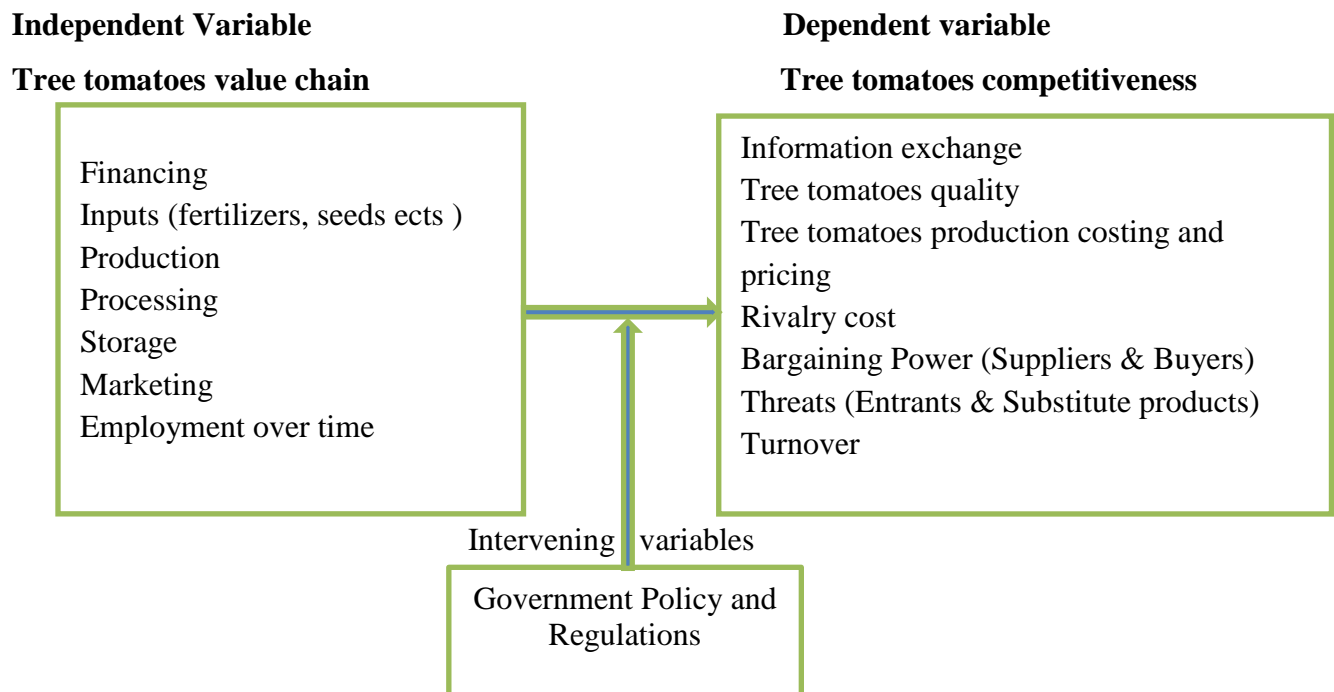 Independent Variable
Dependent variable
Tree tomatoes value chain
Tree tomatoes competitiveness
Financing
Inputs (fertilizers, seeds ects )
Production
Processing
Storage
Marketing
Employment over time
Information exchange
Tree tomatoes quality
Tree tomatoes production costing and
pricing
Rivalry cost
Bargaining Power (Suppliers & Buyers)
Threats (Entrants & Substitute products)
Turnover
Intervening variables
Government Policy and
Regulations